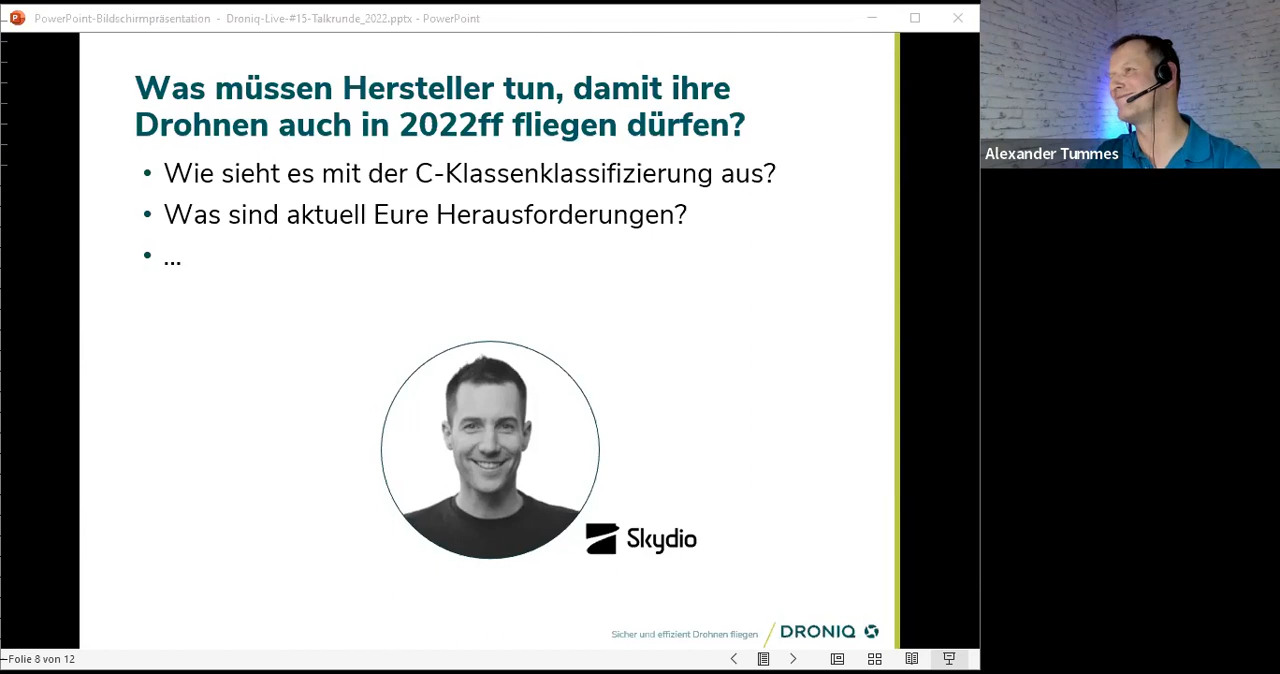 PowerPoint-Bildschirmpräsentation - Droniq-Live-#15-Talkrunde_2022.pptx - PowerPoint
Was müssen Hersteller tun, damit ihre
Drohnen auch in 2022ff fliegen dürfen?
• Wie sieht es mit der C-Klassenklassifizierung aus?
• Was sind aktuell Eure Herausforderungen?
• ...
Skydio
Sicher und effizient Drohnen fliegen
DRONIQ
Folie 8 von 12
Alexander Tummes